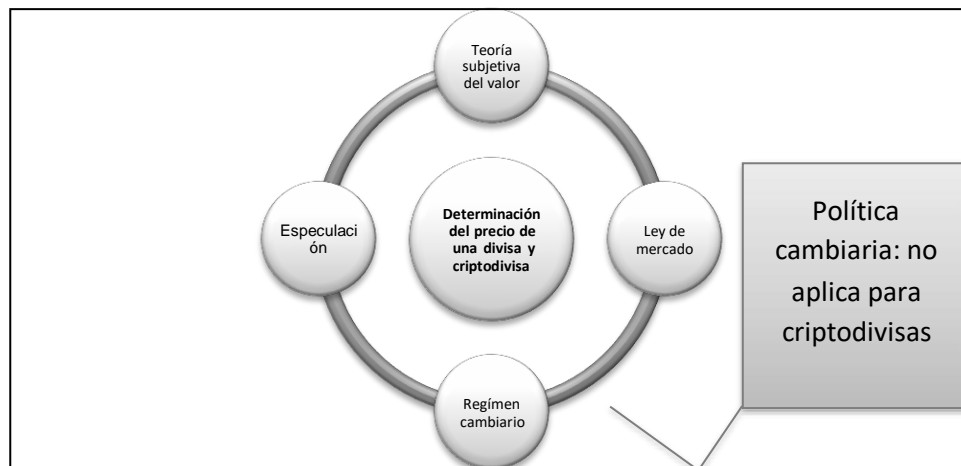 Teoría
subjetiva
del valor
Especulaci
ón
Determinación
del precio de
una divisa y
criptodivisa
Ley de
mercado
Política
cambiaria: no
aplica para
criptodivisas
Regímen
cambiario